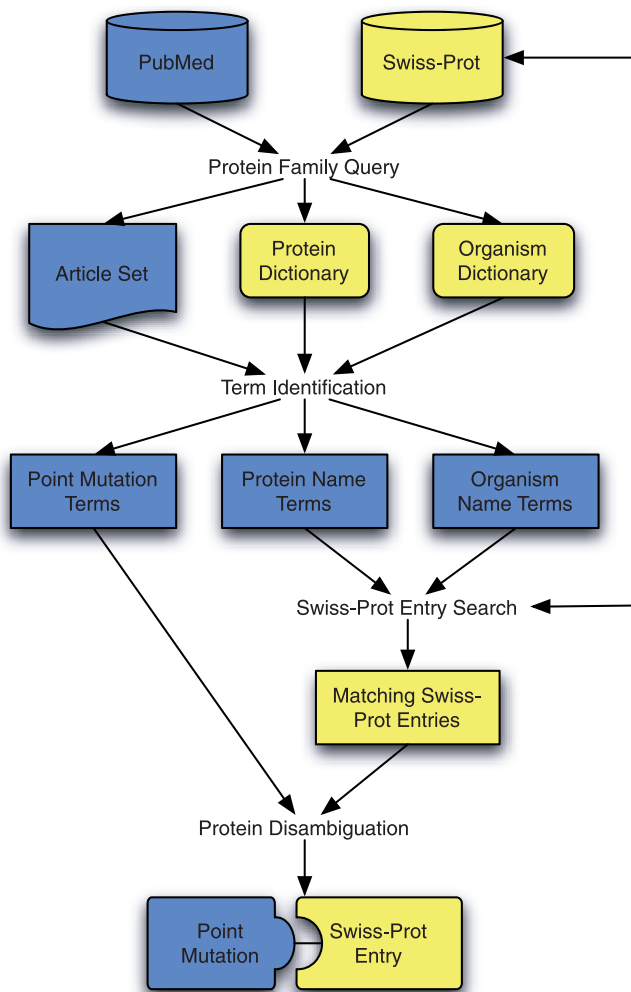 PubMed
Swiss-Prot
Protein Family Query
Article Set
Protein
Dictionary
Organism
Dictionary
Term Identification
Point Mutation
Terms
Protein Name
Terms
Organism
Name Terms
Swiss-Prot Entry Search
Matching Swiss-
Prot Entries
Protein Disambiguation
Point
Mutation
Swiss-Prot
Entry